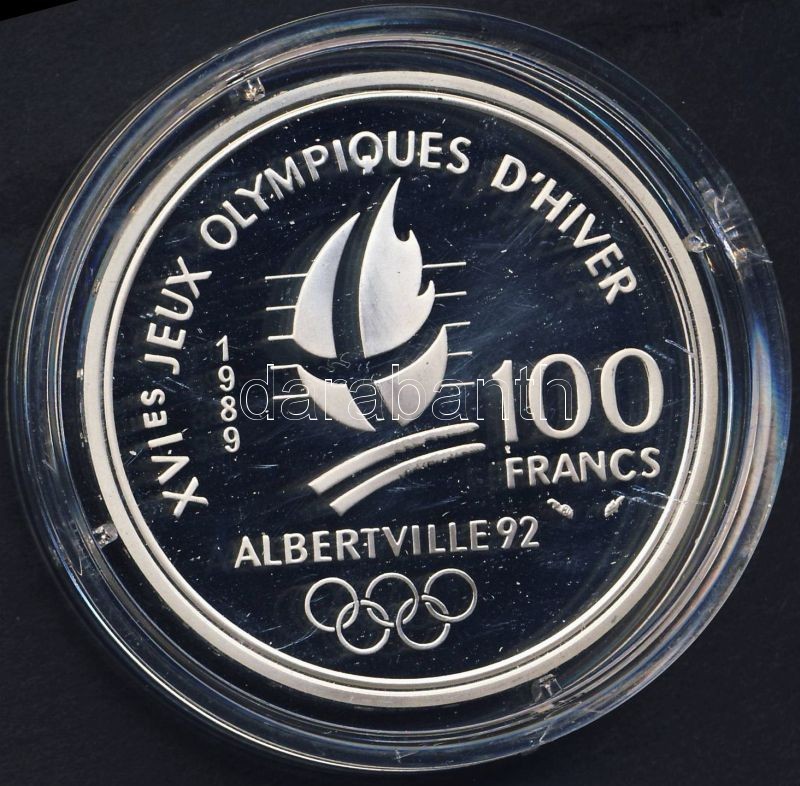 XVIES JEUX OLYMPIQUES D'HIVER
1989
darabanth
100
FRANCS
ALBERTVILLE 92